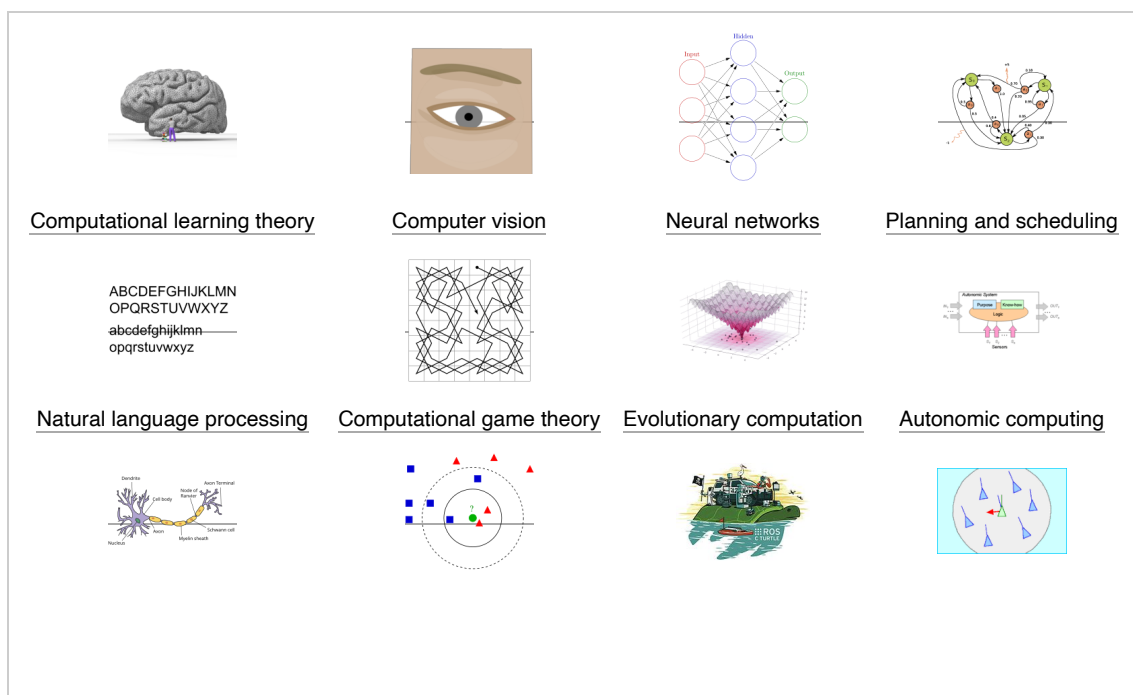 Input
Hidden
Output
Computational learning theory
Computer vision
Neural networks
Planning and scheduling
ABCDEFGHIJKLMN
OPQRSTUVWXYZ
abcdefghijklmn
opqrstuvwxyz
Autonomic System
Purpose
Know-how
Logic
Sensors
Natural language processing
Computational game theory
Evolutionary computation
Autonomic computing
Dendrite
Cell body
Node of
Ranvier
Axon Terminal
Axon
Schwann cell
Myelin sheath
Nucleus
?
ROS
C TURTLE